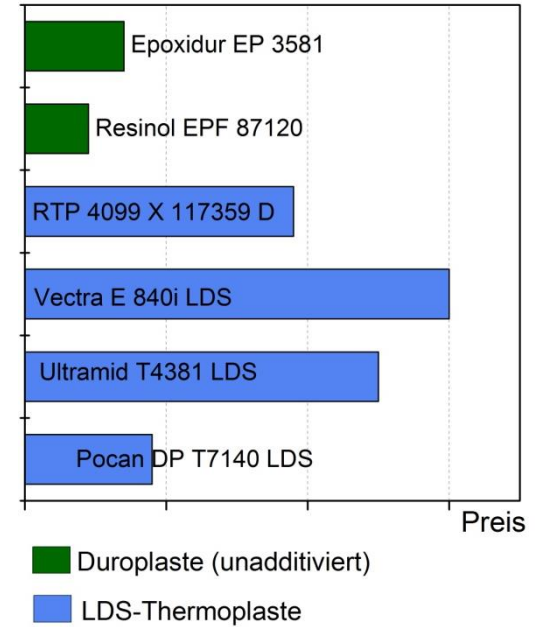 Epoxidur EP 3581
Resinol EPF 87120
RTP 4099 X 117359 D
Vectra E 840i LDS
Ultramid T4381 LDS
Pocan DP T7140 LDS
Preis
Duroplaste (unadditiviert)
LDS-Thermoplaste